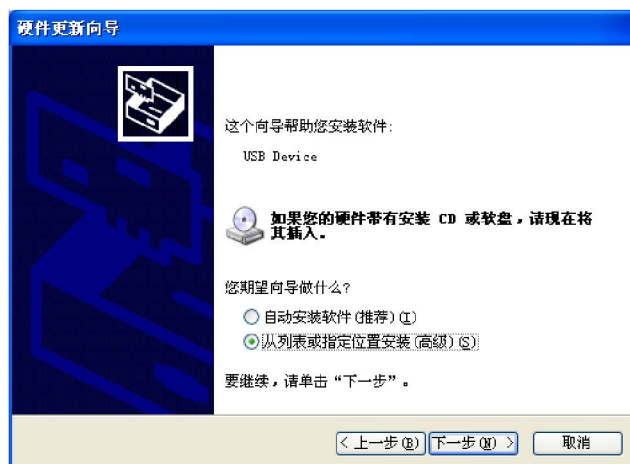 硬件更新向导
这个向导帮助您安装软件:
USB Device
如果您的硬件带有安装 CD 或软盘，请现在将
其插入。
您期望向导做什么?
自动安装软件(推荐)(I)
从列表或指定位置安装(高级)(S)
要继续，请单击“下一步”。
< 上一步(B) 下一步(N) > 取消